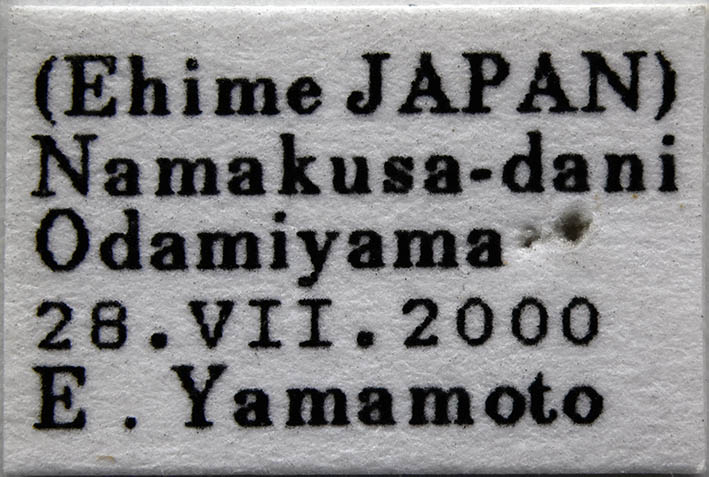 (Ehime JAPAN)
Namakusa-dani
Odamiyama
28.VII.2000
E. Yamamoto